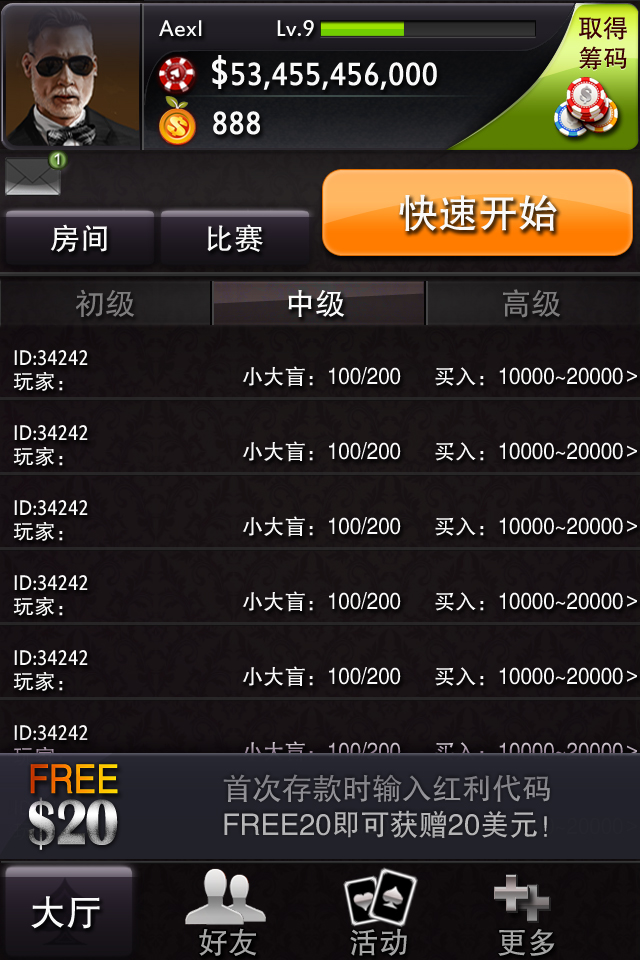 Aexl Lv.9
取得
筹码
$53,455,456,000
888
1
快速开始
房间 比赛
初级 中级 高级
ID:34242
玩家： 小大盲：100/200 买入：10000~20000>
ID:34242
玩家： 小大盲：100/200 买入：10000~20000>
ID:34242
玩家： 小大盲：100/200 买入：10000~20000>
ID:34242
玩家： 小大盲：100/200 买入：10000~20000>
ID:34242
玩家： 小大盲：100/200 买入：10000~20000>
ID:34242
玩家： 小大盲：100/200 买入：10000~20000>
FREE
$20
首次存款时输入红利代码
FREE20即可获赠20美元！
大厅 好友 活动 更多